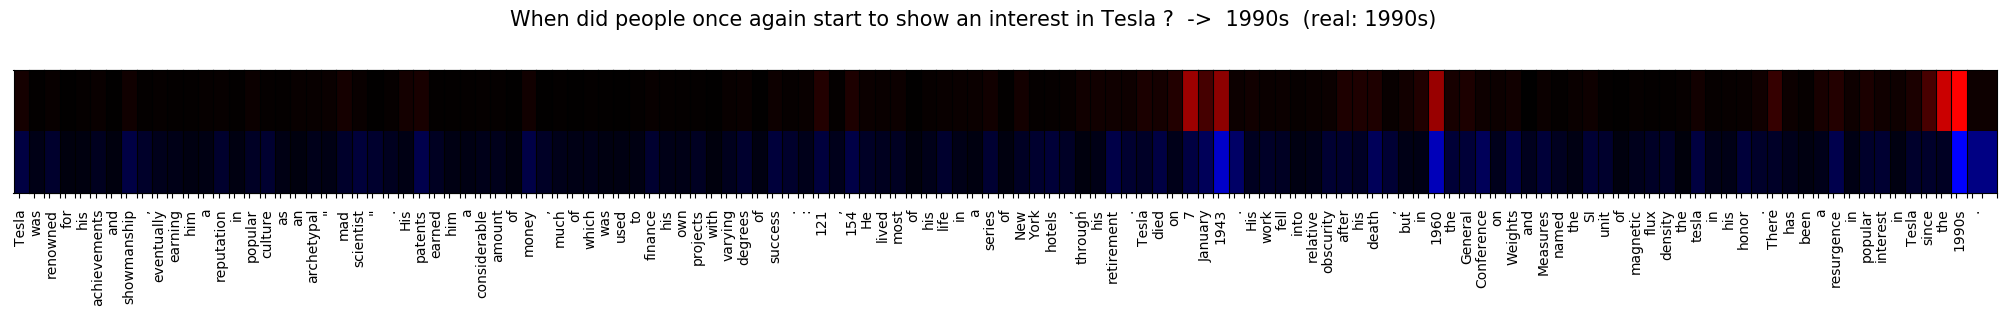 When did people once again start to show an interest in Tesla ? -> 1990s (real: 1990s)
Tesla was renowned for his achievements and showmanship , eventually earning him a reputation in popular culture as an archetypal " mad scientist " . His patents earned him a considerable amount of money , much of which was used to finance his own projects with varying degrees of success . : 121 , 154 He lived most of his life in a series of New York hotels , through his retirement . Tesla died on 7 January 1943 . His work fell into relative obscurity after his death , but in 1960 the General Conference on Weights and Measures named the SI unit of magnetic flux density the tesla in his honor . There has been a resurgence in popular interest in Tesla since the 1990s .